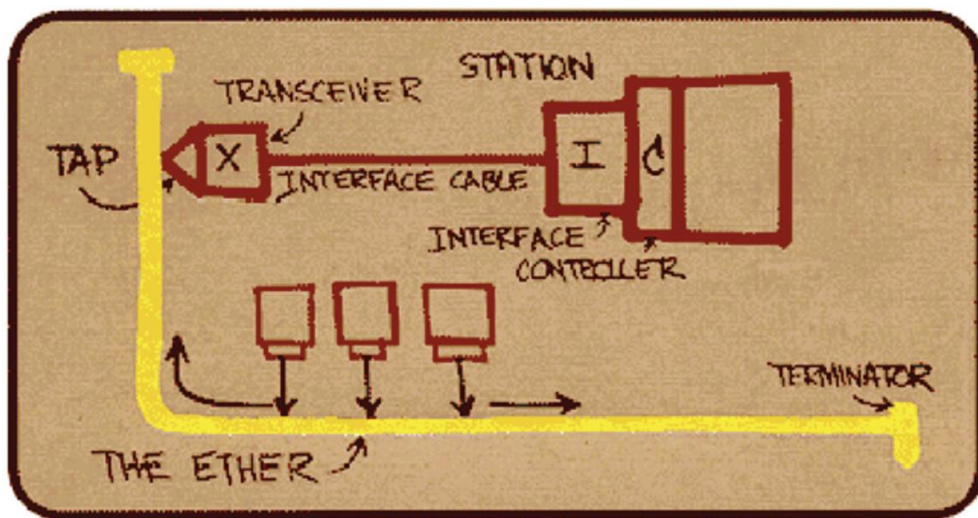 STATION
TRANSCEIVER
TAP
X
I
C
INTERFACE CABLE
INTERFACE
CONTROLLER
TERMINATOR
THE ETHER